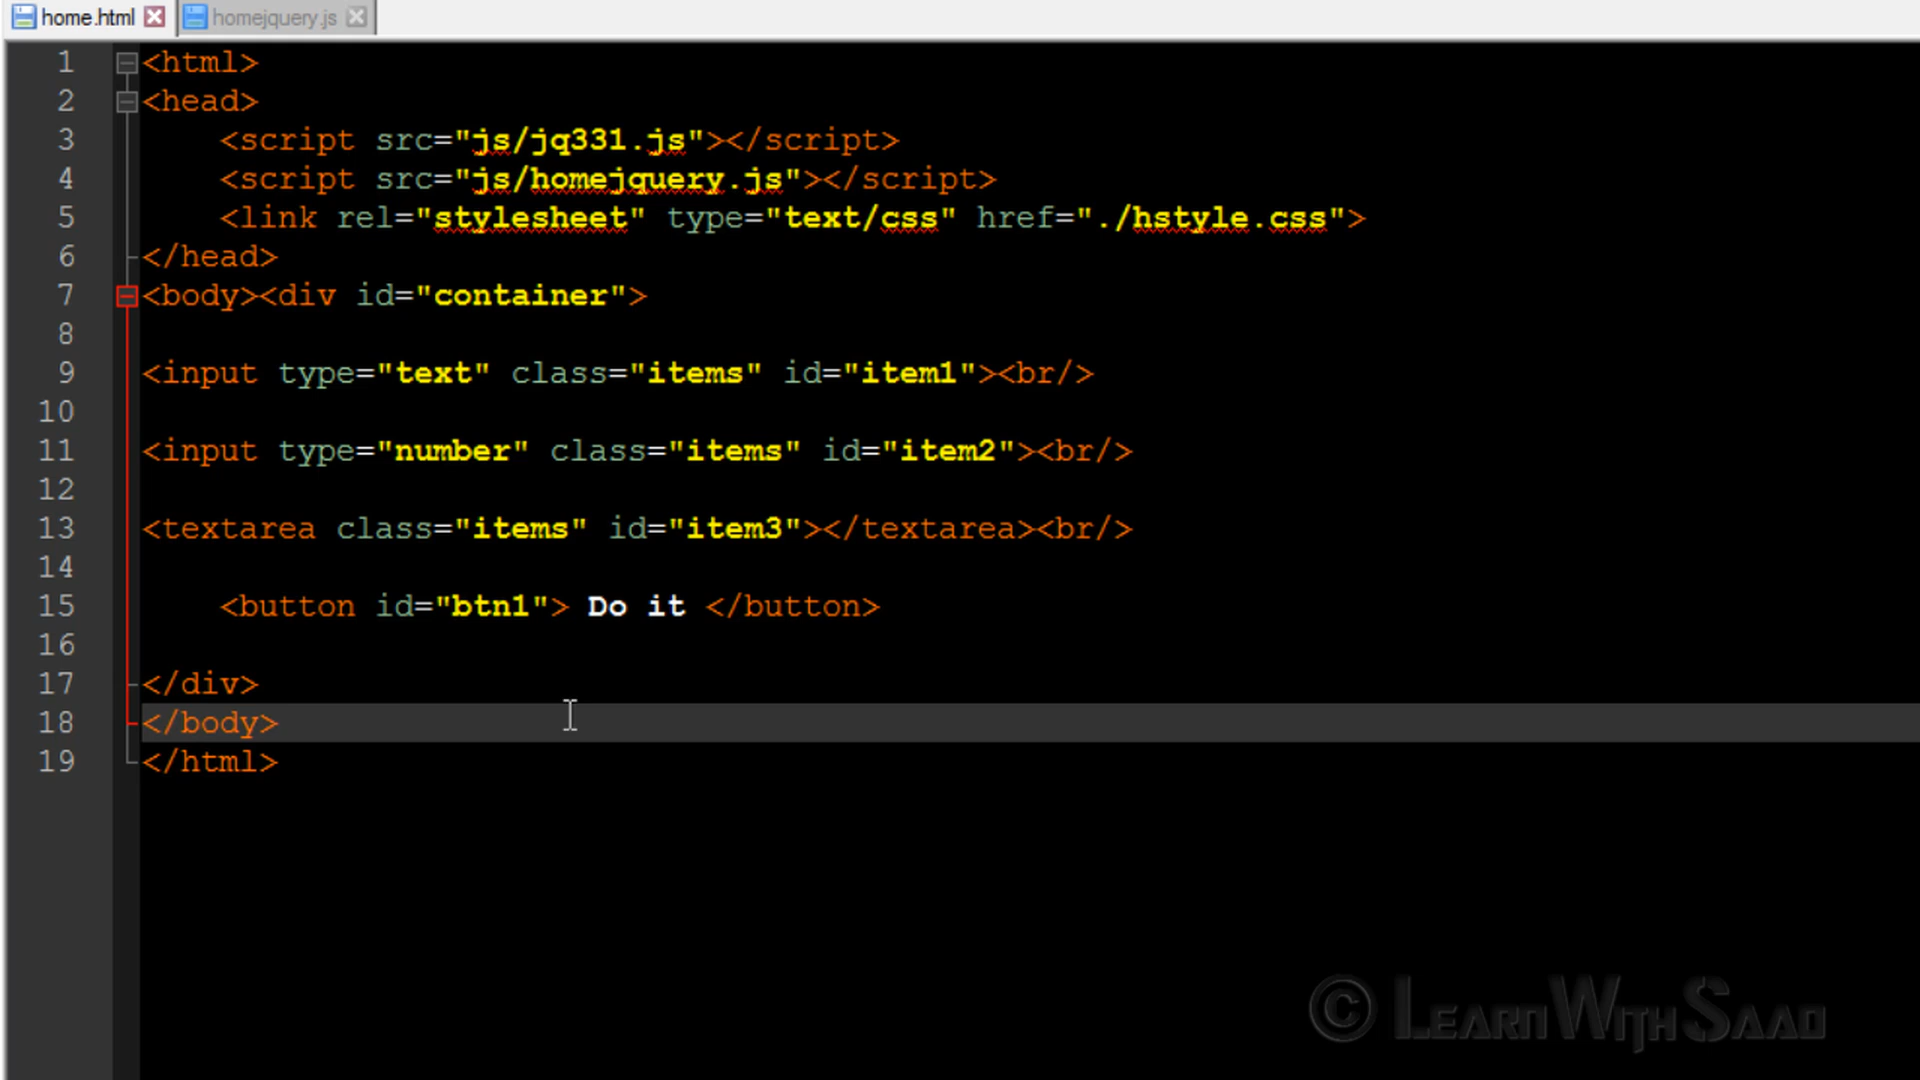 home.html homejquery.js
1 <html>
2 <head>
3 <script src="js/jq331.js"></script>
4 <script src="js/homejquery.js"></script>
5 <link rel="stylesheet" type="text/css" href="./hstyle.css">
6 </head>
7 <body><div id="container">
8
9 <input type="text" class="items" id="item1"><br/>
10
11 <input type="number" class="items" id="item2"><br/>
12
13 <textarea class="items" id="item3"></textarea><br/>
14
15 <button id="btn1"> Do it </button>
16
17 </div>
18 </body>
19 </html>
© LearnWithSaad